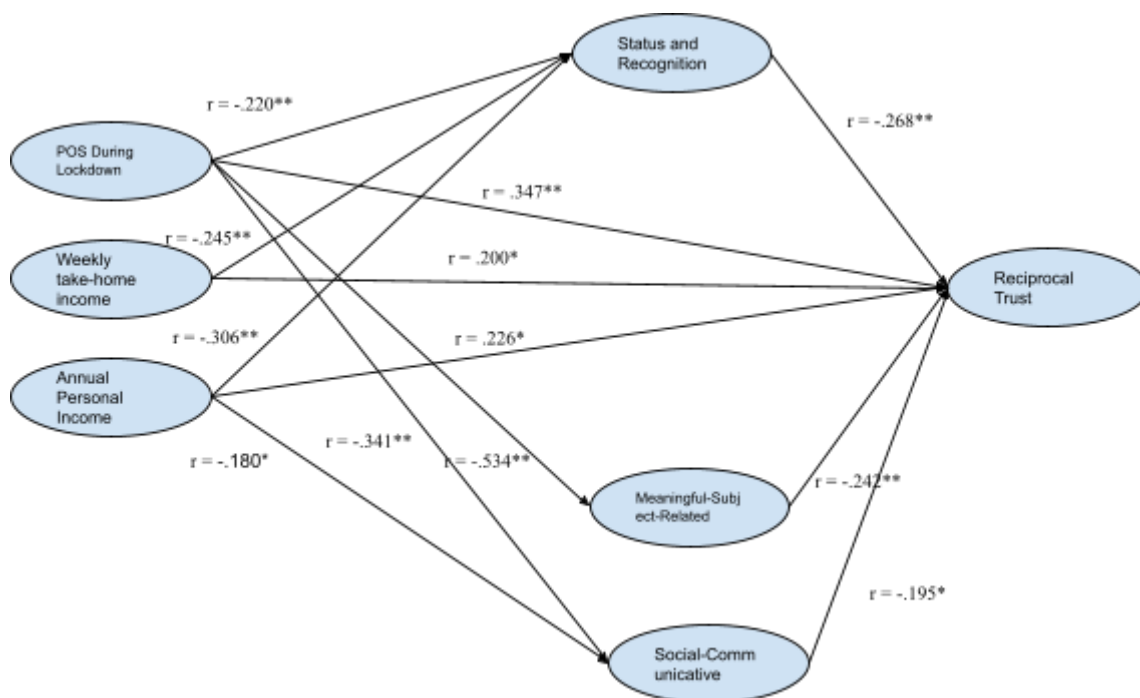 Status and
Recognition
r = -.220**
r = -.268**
POS During
Lockdown
r = .347**
r = -.245**
Weekly
take-home
income
r = .200*
Reciprocal
Trust
r = -.306**
r = .226*
Annual
Personal
Income
r = -.180*
r = -.341**
r = -.534**
r = -.242**
Meaningful-Subj
ect-Related
r = -.195*
Social-Comm
unicative